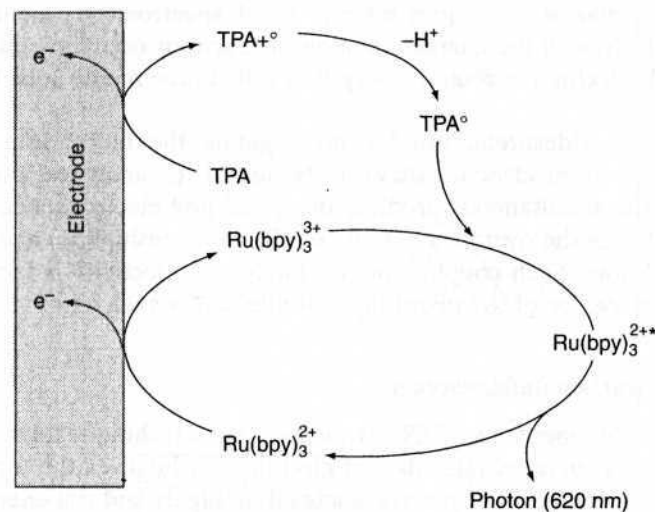 e⁻
TPA+°
–H⁺
TPA°
TPA
Electrode
Ru(bpy)₃³⁺
e⁻
Ru(bpy)₃²⁺*
Ru(bpy)₃²⁺
Photon (620 nm)